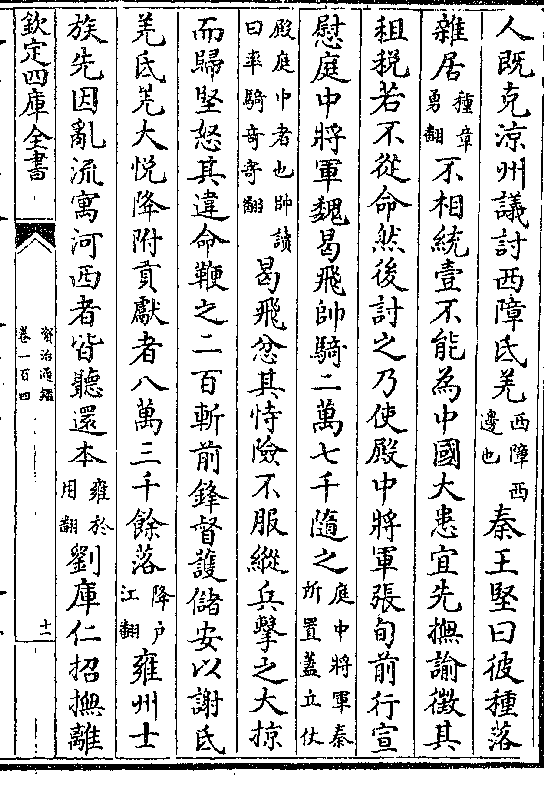 人既克涼州議討西障氐羌西障西邊也秦王堅曰彼種落
雜居種章勇翻不相統壹不能為中國大患宜先撫諭徵其
租税若不從命然後討之乃使殿中將軍張旬前行宣
慰庭中將軍魏曷飛帥騎二萬七千隨之庭中將軍秦所置蓋立仗
殿庭中者也帥讀曰率騎奇寄翻曷飛忿其恃險不服縱兵擊之大掠
而歸堅怒其違命鞭之二百斬前鋒督護儲安以謝氐
羌氐羌大悦降附貢獻者八萬三千餘落降户江翻雍州士
族先因亂流寓河西者皆聽還本雍於用翻劉庫仁招撫離
欽定四庫全書
資治通鑑
卷一百四
十二